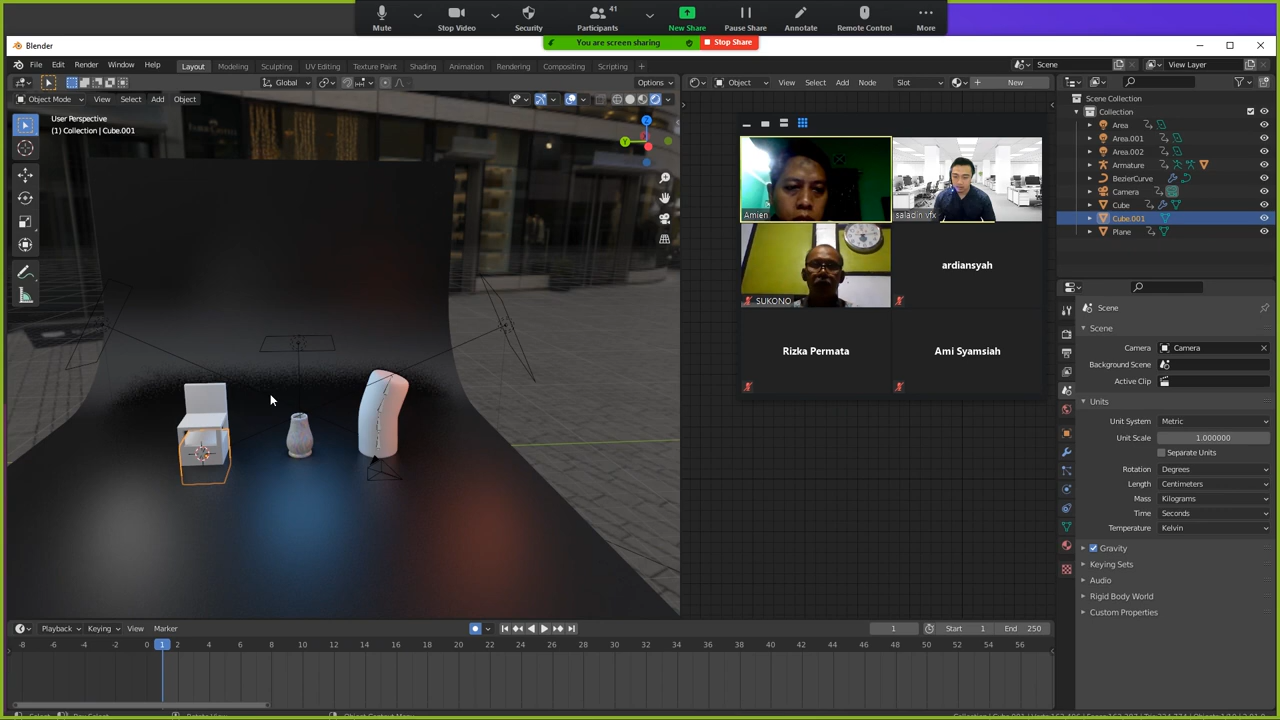 41
Mute
Stop Video
Security
Participants
New Share
Pause Share
Annotate
Remote Control
More
You are screen sharing
Stop Share
Blender
File Edit Render Window Help
Layout Modeling Sculpting UV Editing Texture Paint Shading Animation Rendering Compositing Scripting +
Scene
View Layer
Global
Options
Object
View Select Add Node
Slot
New
Object Mode View Select Add Object
User Perspective
(1) Collection | Cube.001
Z
Y
Amien
saladin vfx
SUKONO
ardiansyah
Rizka Permata
Ami Syamsiah
Scene Collection
Collection
Area
Area.001
Area.002
Armature
BezierCurve
Camera
Cube
Cube.001
Plane
Scene
Scene
Camera Camera
Background Scene
Active Clip
Units
Unit System Metric
Unit Scale 1.000000
Separate Units
Rotation Degrees
Length Centimeters
Mass Kilograms
Time Seconds
Temperature Kelvin
Gravity
Keying Sets
Audio
Rigid Body World
Custom Properties
Playback Keying View Marker
1
Start 1
End 250
-8 -6 -4 -2 0 1 2 4 6 8 10 12 14 16 18 20 22 24 26 28 30 32 34 36 38 40 42 44 46 48 50 52 54 56